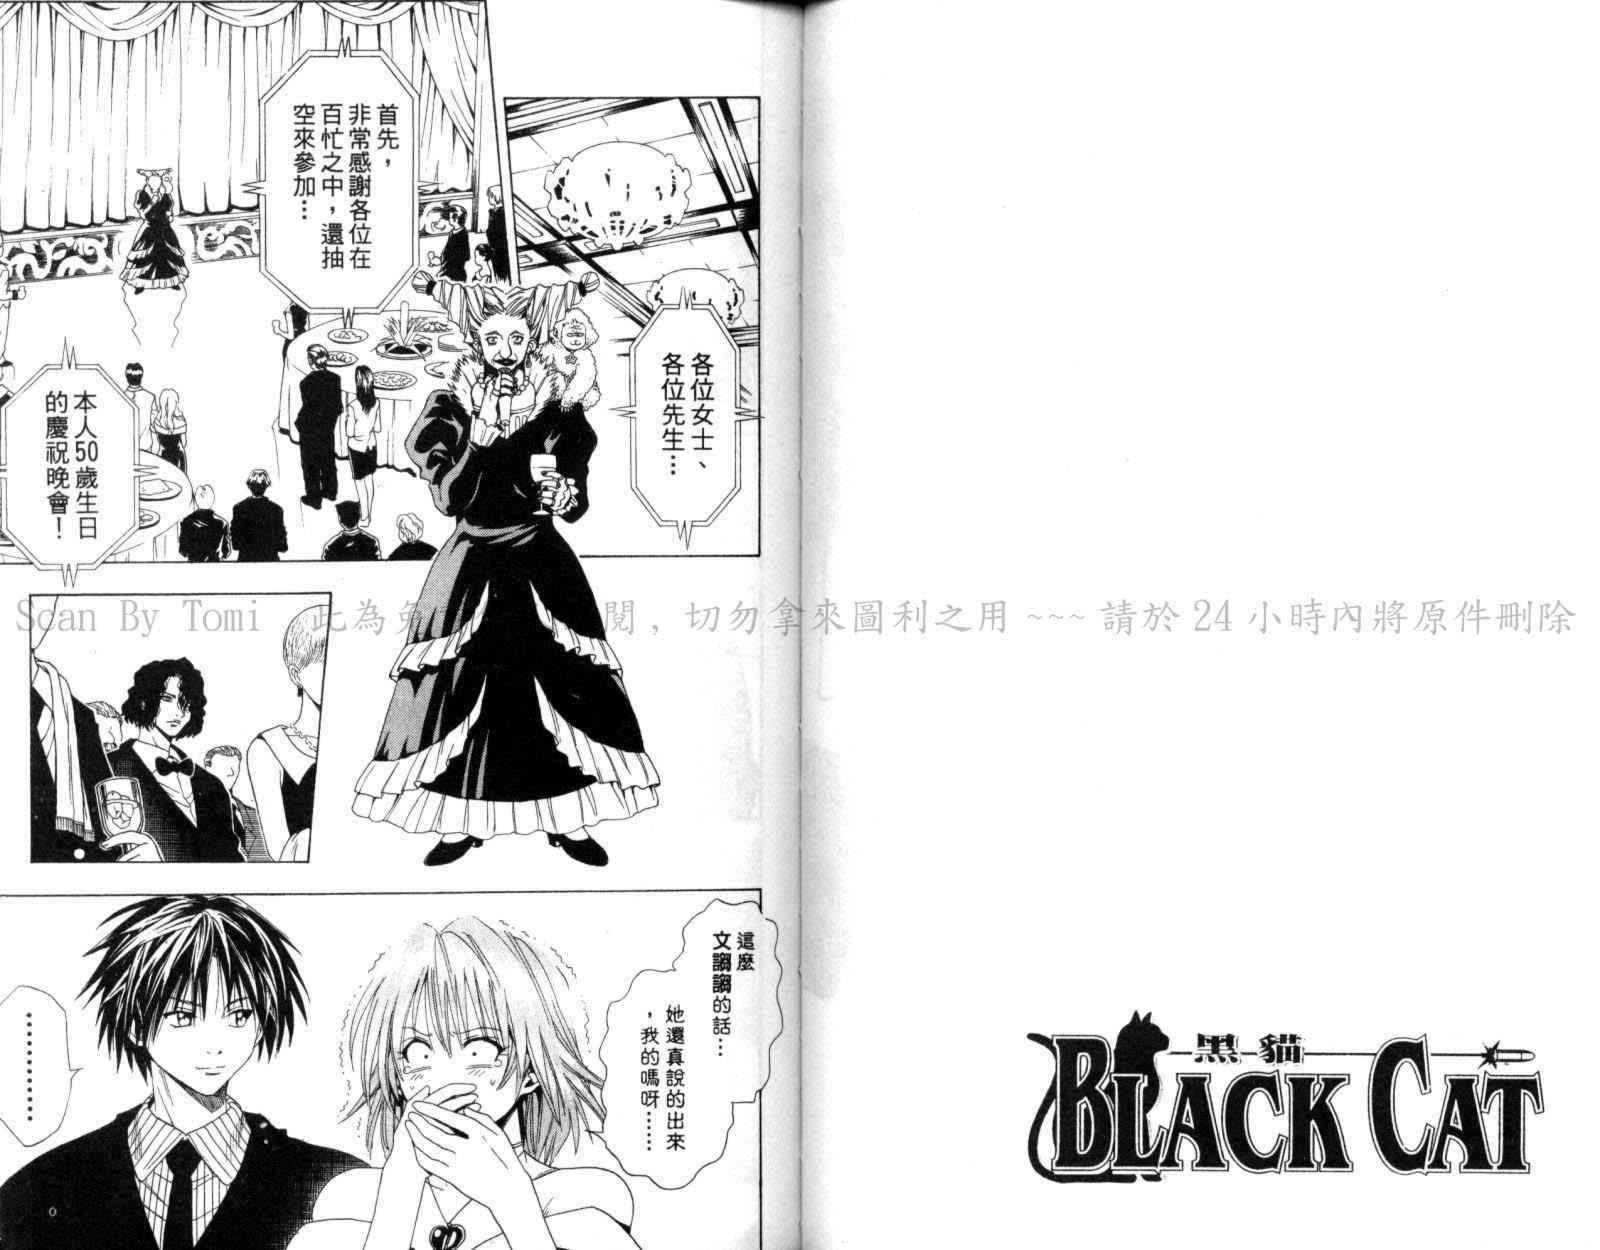 黑貓
BLACK CAT
各位女士、
各位先生…
首先，
非常感謝各位在
百忙之中，還抽
空來參加…
本人50歲生日
的慶祝晚會！
Scan By Tomi 此為免 閱，切勿拿來圖利之用~~~請於24小時內將原件刪除
這麼
文謅謅的話…
她還真說的出來
，我的嗎呀……
…………